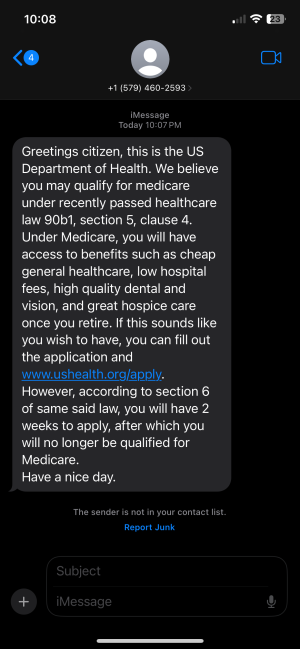 10:08
23
4
+1 (579) 460-2593
iMessage
Today 10:07 PM
Greetings citizen, this is the US
Department of Health. We believe
you may qualify for medicare
under recently passed healthcare
law 90b1, section 5, clause 4.
Under Medicare, you will have
access to benefits such as cheap
general healthcare, low hospital
fees, high quality dental and
vision, and great hospice care
once you retire. If this sounds like
you wish to have, you can fill out
the application and
www.ushealth.org/apply.
However, according to section 6
of same said law, you will have 2
weeks to apply, after which you
will no longer be qualified for
Medicare.
Have a nice day.
The sender is not in your contact list.
Report Junk
Subject
iMessage